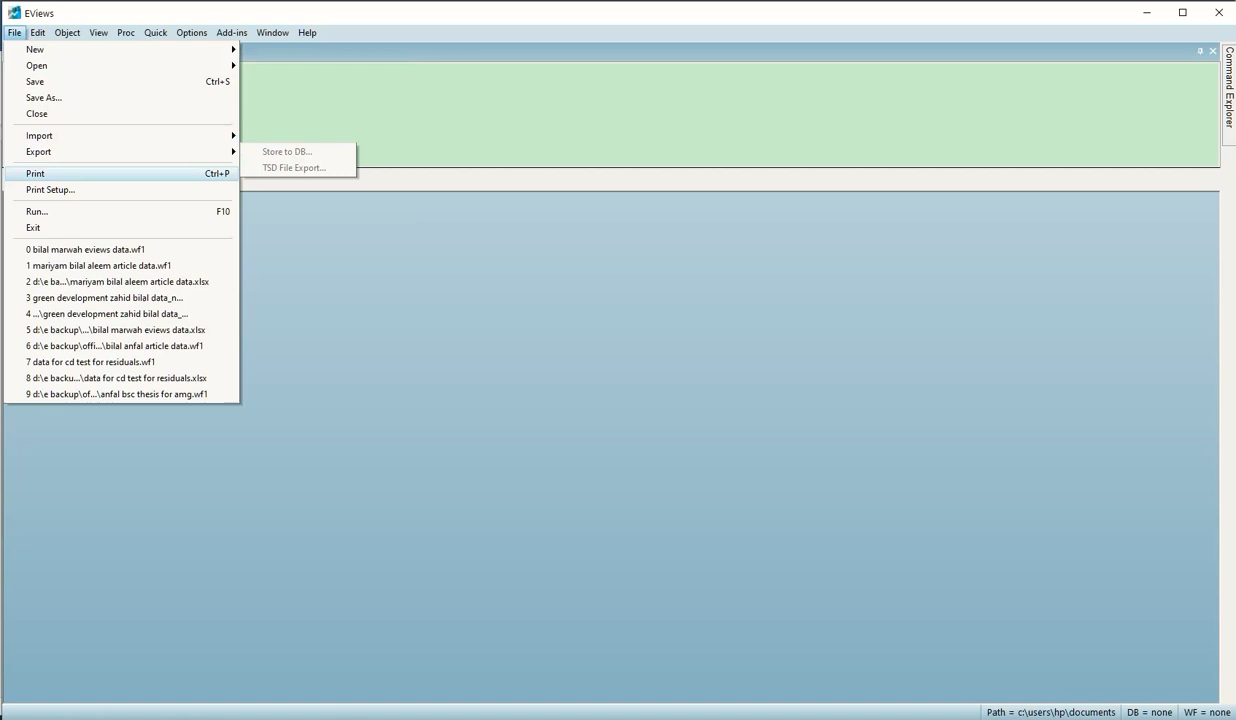 EViews
File Edit Object View Proc Quick Options Add-ins Window Help
New
Open
Save Ctrl+S
Save As...
Close
Import
Export
Store to DB...
TSD File Export...
Print Ctrl+P
Print Setup...
Run... F10
Exit
0 bilal marwah eviews data.wf1
1 mariyam bilal aleem article data.wf1
2 d:\e ba...\mariyam bilal aleem article data.xlsx
3 green development zahid bilal data_n...
4 ...\green development zahid bilal data_...
5 d:\e backup\...\bilal marwah eviews data.xlsx
6 d:\e backup\offi...\bilal anfal article data.wf1
7 data for cd test for residuals.wf1
8 d:\e backu...\data for cd test for residuals.xlsx
9 d:\e backup\of...\anfal bsc thesis for amg.wf1
Command Explorer
Path = c:\users\hp\documents DB = none WF = none